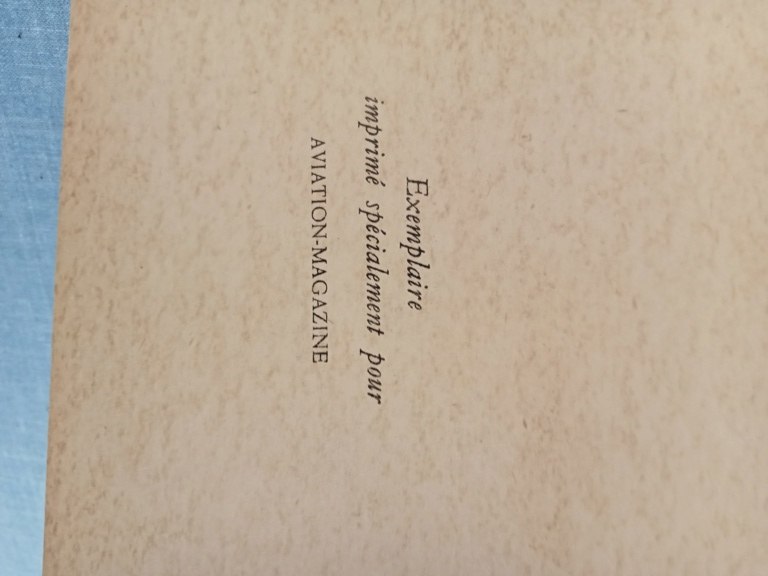 Exemplaire
imprimé spécialement pour
AVIATION-MAGAZINE